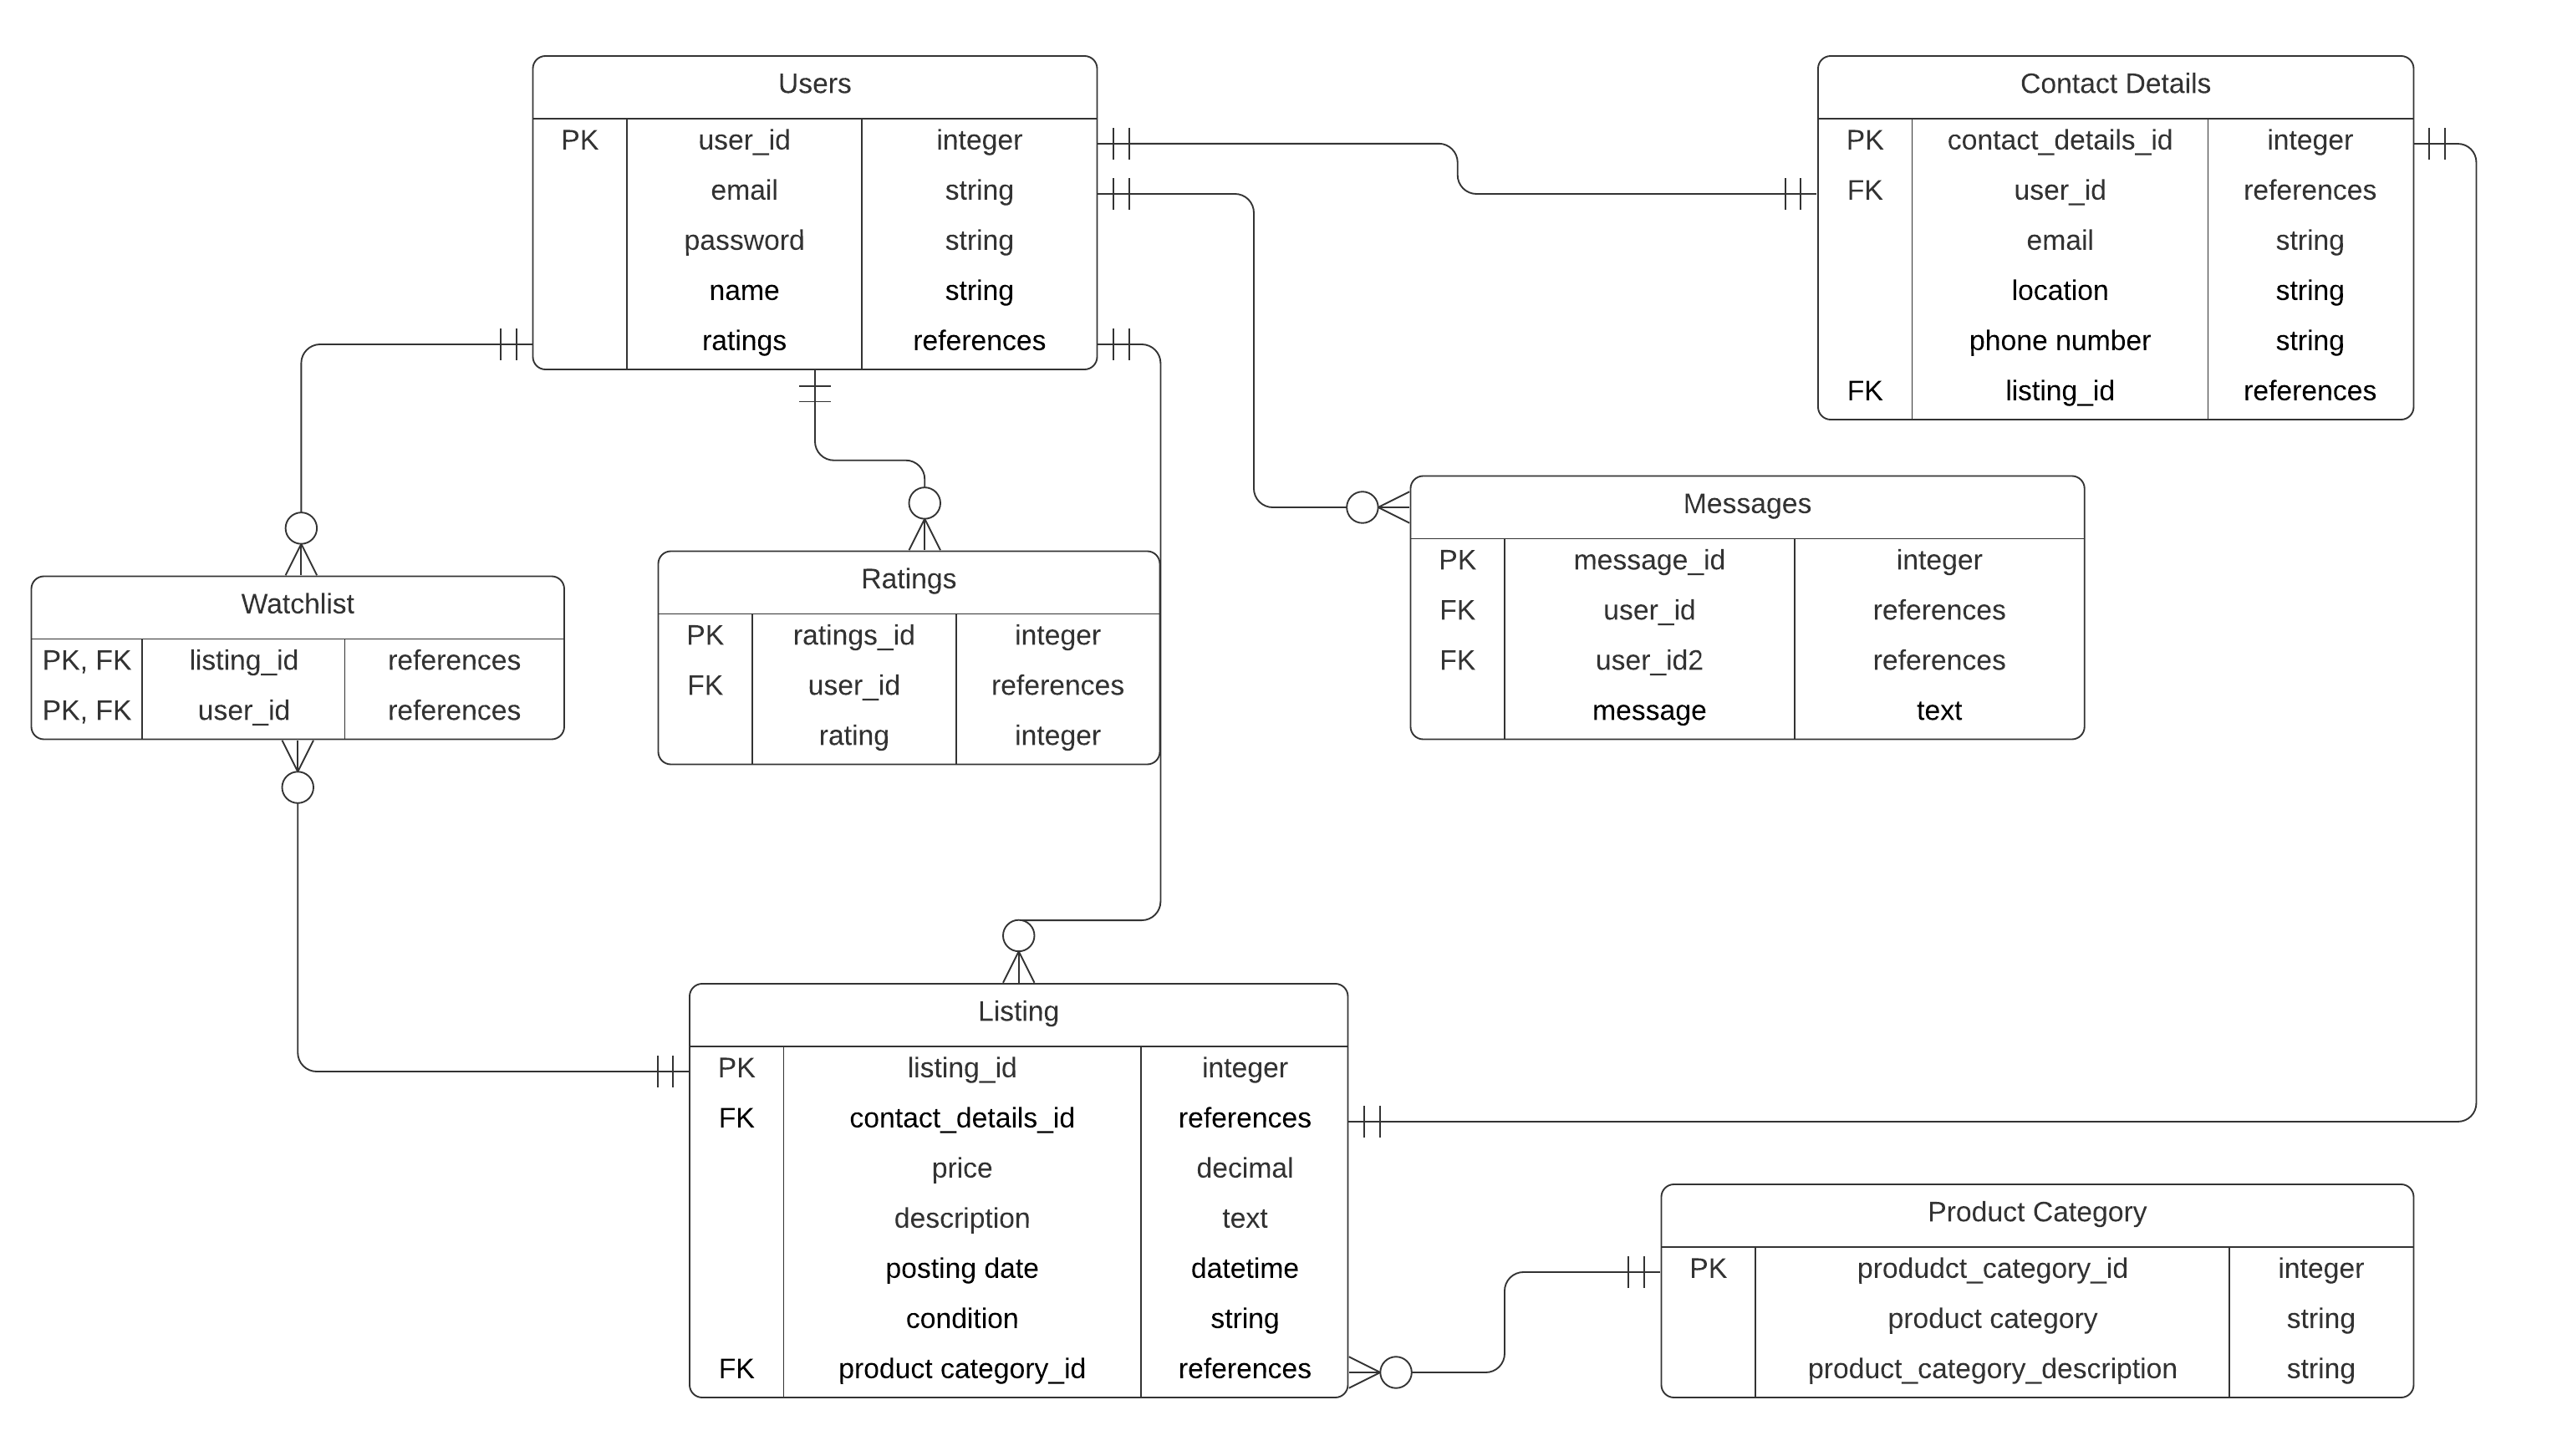 Users
PK user_id integer
email string
password string
name string
ratings references
Contact Details
PK contact_details_id integer
FK user_id references
email string
location string
phone number string
FK listing_id references
Messages
PK message_id integer
FK user_id references
FK user_id2 references
message text
Watchlist
PK, FK listing_id references
PK, FK user_id references
Ratings
PK ratings_id integer
FK user_id references
rating integer
Listing
PK listing_id integer
FK contact_details_id references
price decimal
description text
posting date datetime
condition string
FK product category_id references
Product Category
PK produdct_category_id integer
product category string
product_category_description string